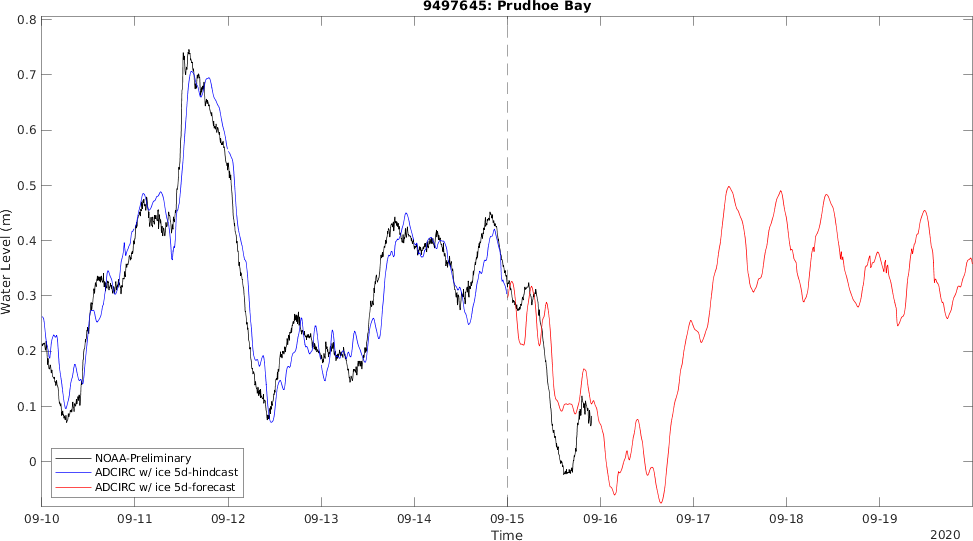 9497645: Prudhoe Bay
0.8
0.7
0.6
0.5
0.4
0.3
0.2
0.1
0
Water Level (m)
NOAA-Preliminary
ADCIRC w/ ice 5d-hindcast
ADCIRC w/ ice 5d-forecast
09-10 09-11 09-12 09-13 09-14 09-15 09-16 09-17 09-18 09-19
Time
2020